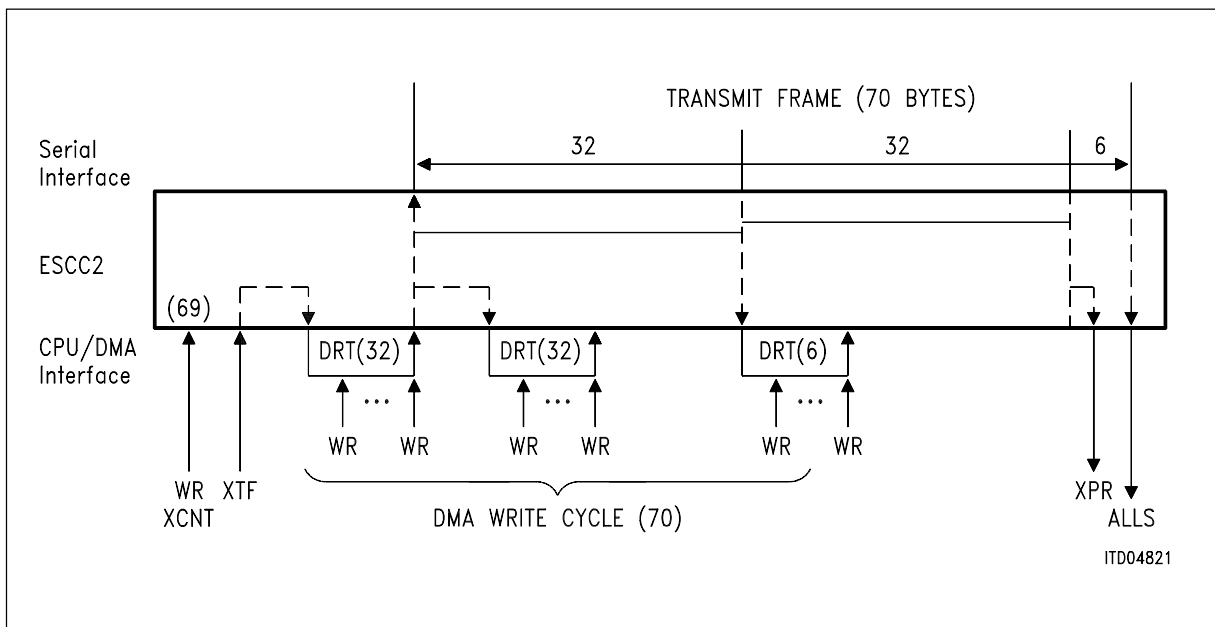 TRANSMIT FRAME (70 BYTES)
Serial
Interface
32 32 6
ESCC2
(69)
CPU/DMA
Interface
DRT(32) DRT(32) DRT(6)
... ... ...
WR WR WR WR WR WR
WR XTF XPR
XCNT DMA WRITE CYCLE (70) ALLS
ITD04821